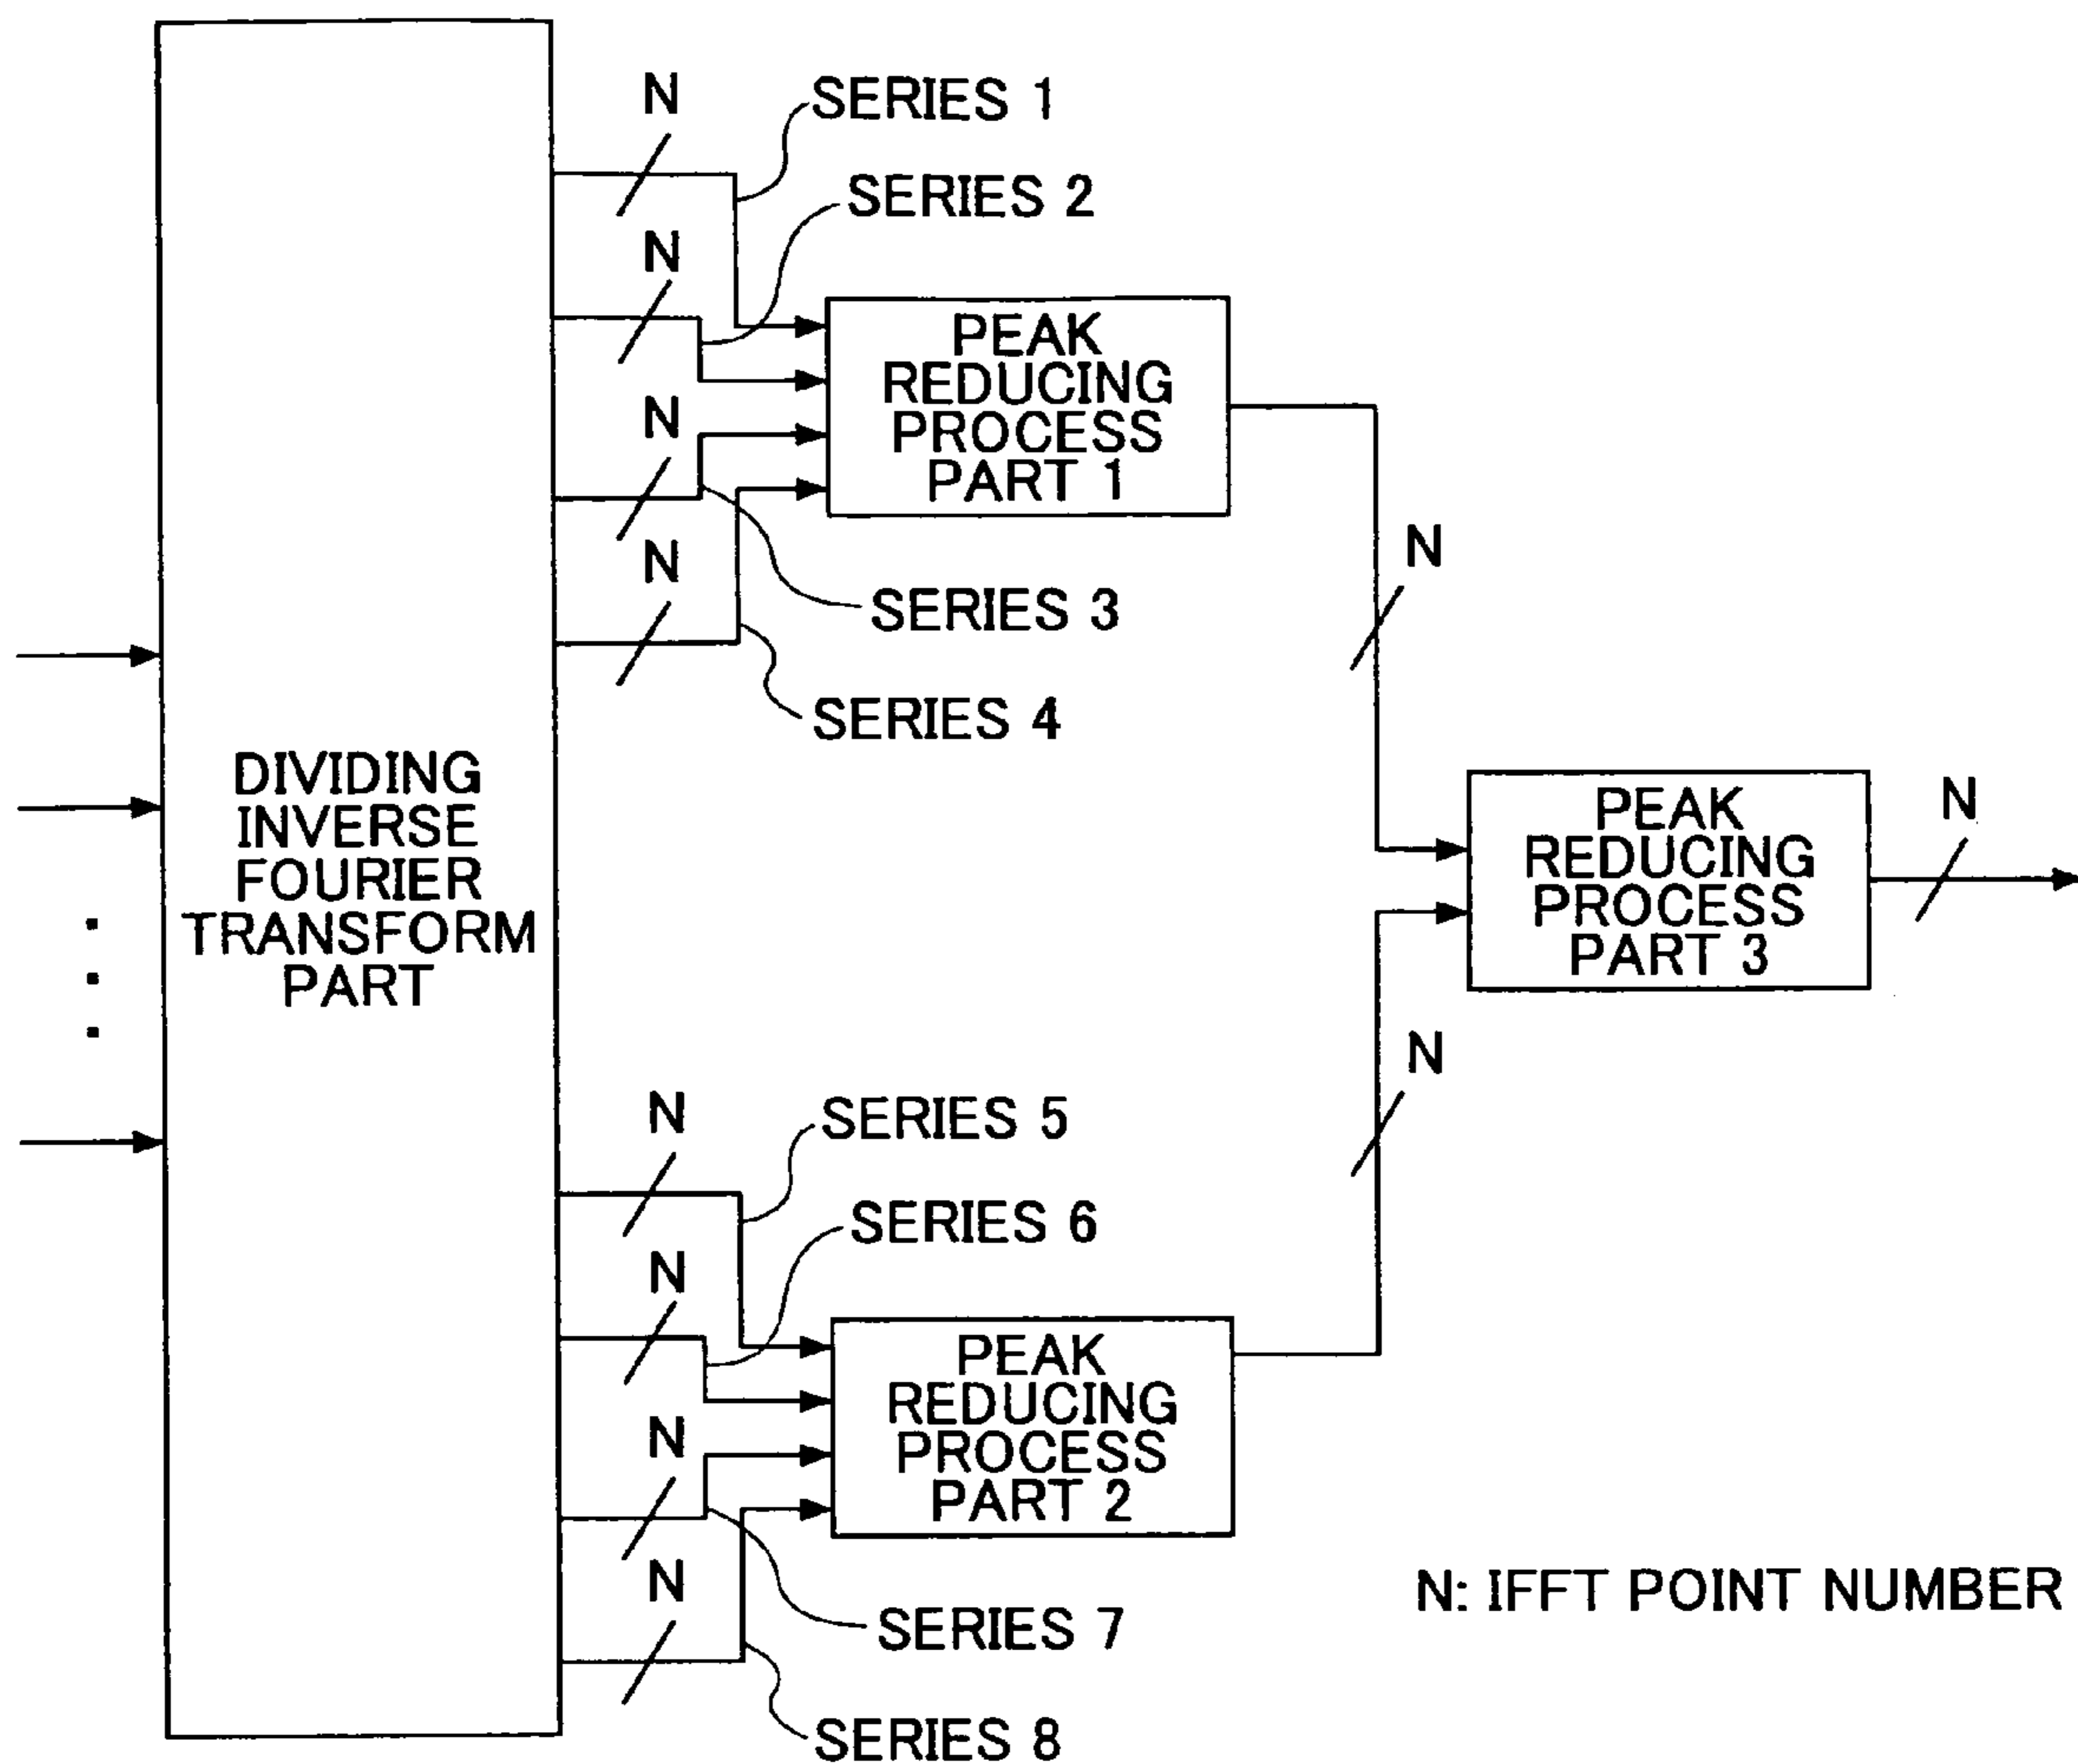 N
SERIES 1
SERIES 2
N
PEAK
REDUCING
PROCESS
PART 1
N
N
SERIES 3
SERIES 4
N
DIVIDING
INVERSE
FOURIER
TRANSFORM
PART
PEAK
REDUCING
PROCESS
PART 3
N
N
N
SERIES 5
SERIES 6
N
PEAK
REDUCING
PROCESS
PART 2
N
N
SERIES 7
SERIES 8
N: IFFT POINT NUMBER